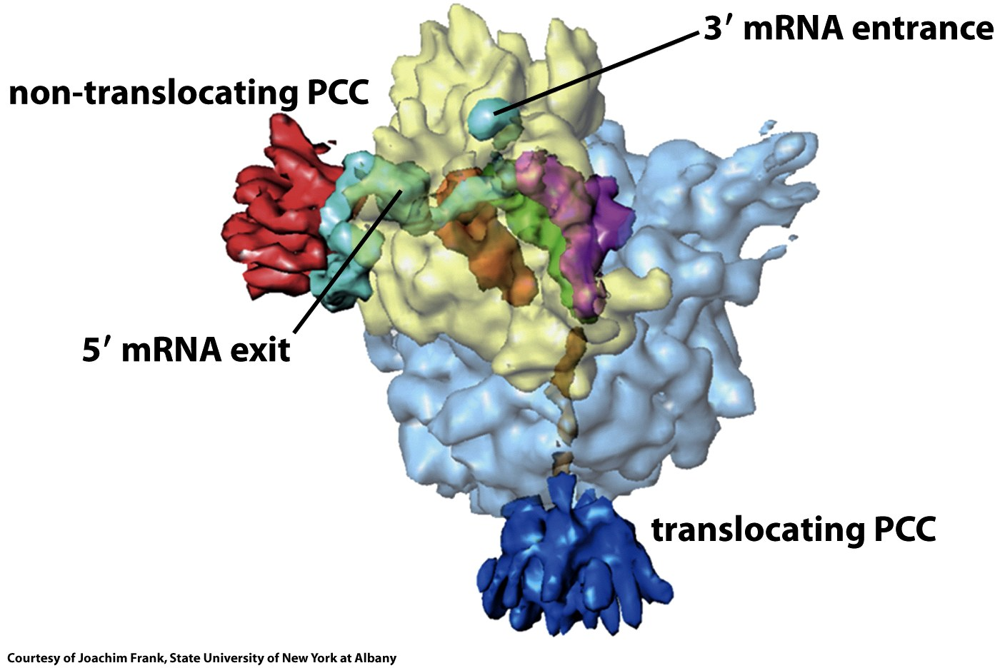 3′ mRNA entrance
non-translocating PCC
5′ mRNA exit
translocating PCC
Courtesy of Joachim Frank, State University of New York at Albany